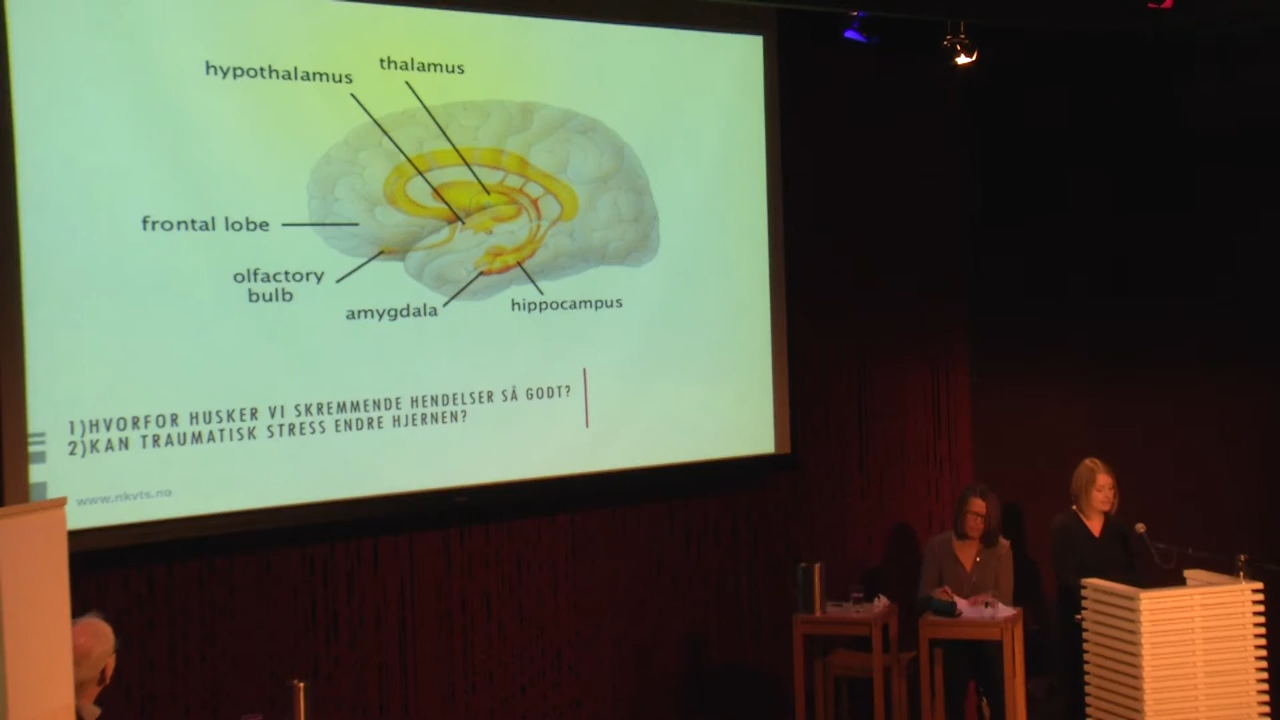 hypothalamus
thalamus
frontal lobe
olfactory
bulb
amygdala
hippocampus
1)HVORFOR HUSKER VI SKREMMENDE HENDELSER SÅ GODT?
2)KAN TRAUMATISK STRESS ENDRE HJERNEN?
www.nkvts.no